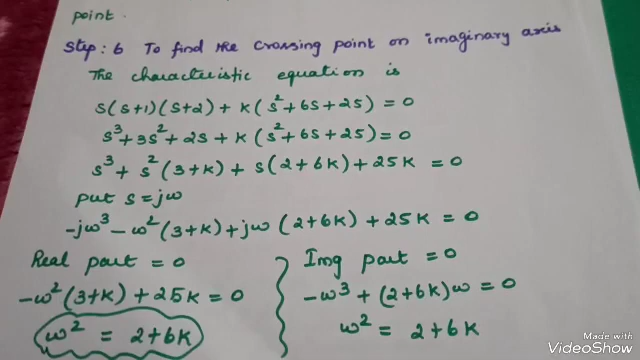 point.
Step: 6 To find the crossing point on imaginary axis
The characteristic equation is
s(s+1)(s+2) + k(s²+6s+25) = 0
s³+3s²+2s + k(s²+6s+25) = 0
s³ + s²(3+k) + s(2+6k) + 25k = 0
put s = jω
-jω³ - ω²(3+k) + jω(2+6k) + 25k = 0
Real part = 0
-ω²(3+k) + 25k = 0
ω² = 2+6k
Img part = 0
-ω³ + (2+6k)ω = 0
ω² = 2+6k
Made with
VideoShow